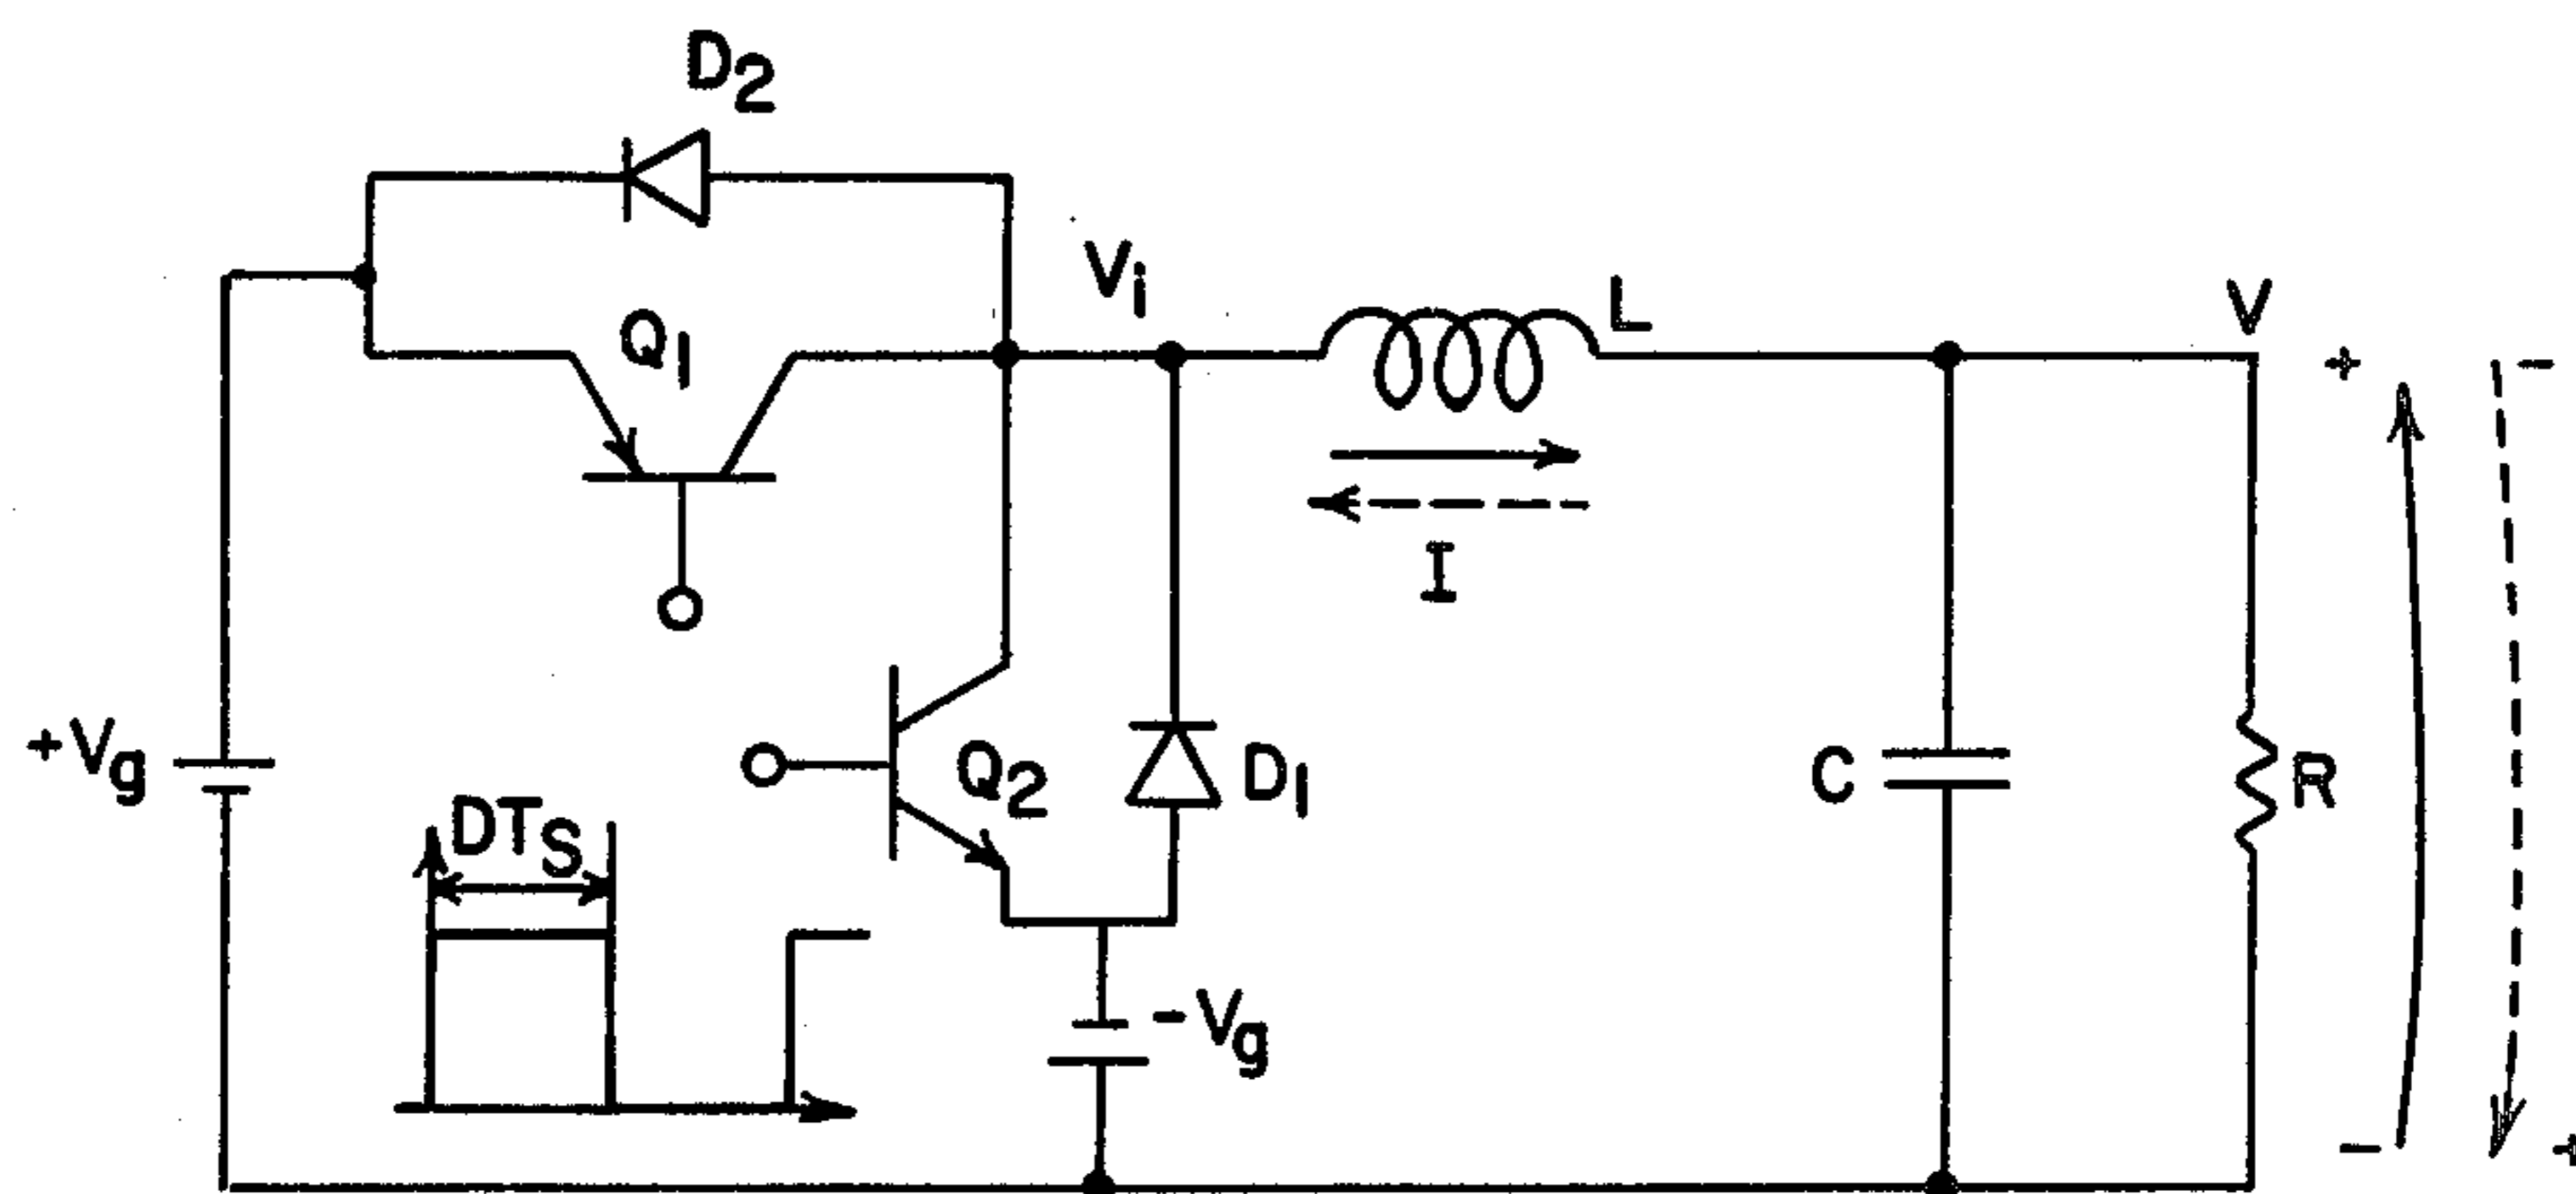 D2
Vi
L
V
Q1
+ -
I
+Vg
Q2
D1
C
R
DTS
-Vg
- +